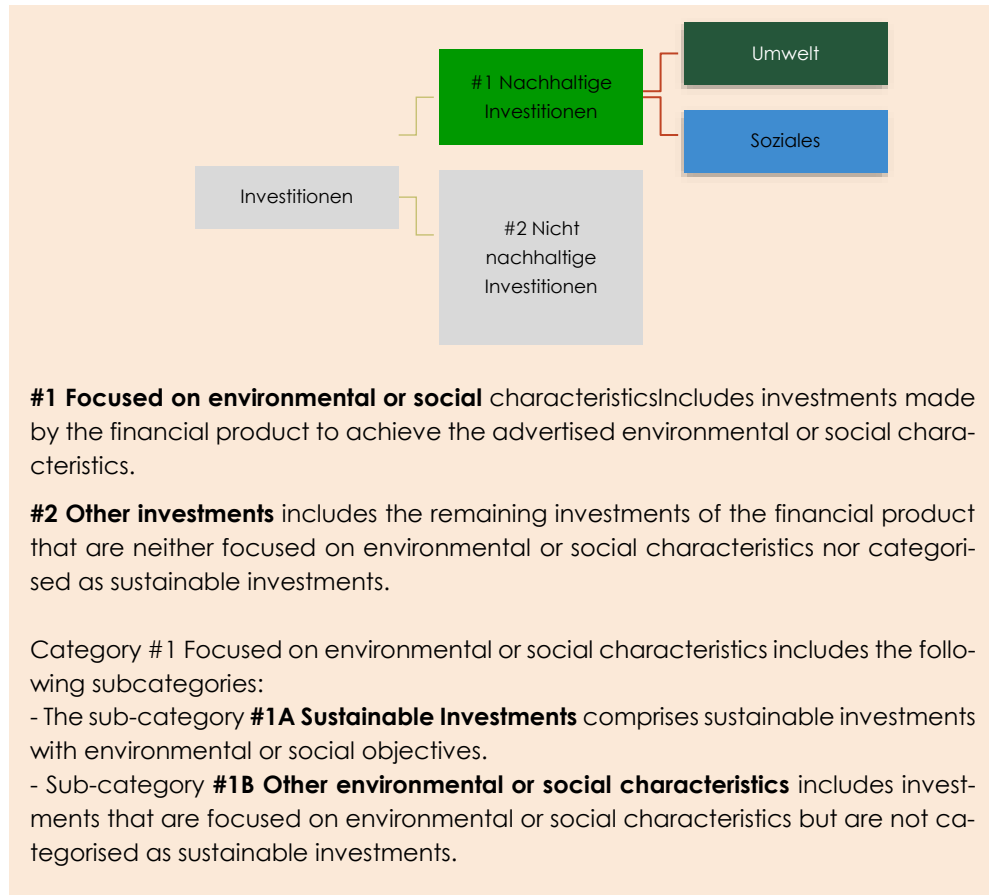 Umwelt
#1 Nachhaltige
Investitionen
Soziales
Investitionen
#2 Nicht
nachhaltige
Investitionen
#1 Focused on environmental or social characteristicsIncludes investments made
by the financial product to achieve the advertised environmental or social chara-
cteristics.
#2 Other investments includes the remaining investments of the financial product
that are neither focused on environmental or social characteristics nor categori-
sed as sustainable investments.
Category #1 Focused on environmental or social characteristics includes the follo-
wing subcategories:
- The sub-category #1A Sustainable Investments comprises sustainable investments
with environmental or social objectives.
- Sub-category #1B Other environmental or social characteristics includes invest-
ments that are focused on environmental or social characteristics but are not ca-
tegorised as sustainable investments.